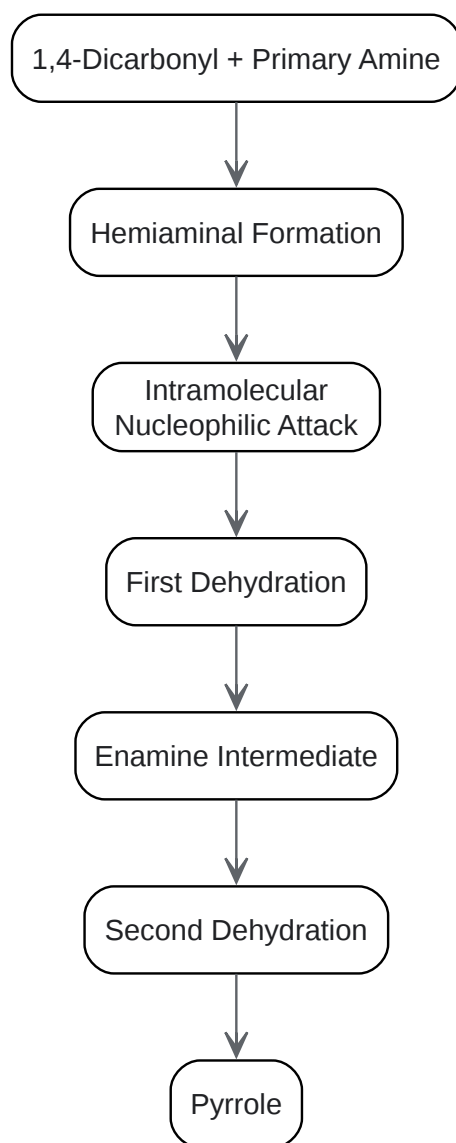 1,4-Dicarbonyl + Primary Amine
Hemiaminal Formation
Intramolecular
Nucleophilic Attack
First Dehydration
Enamine Intermediate
Second Dehydration
Pyrrole